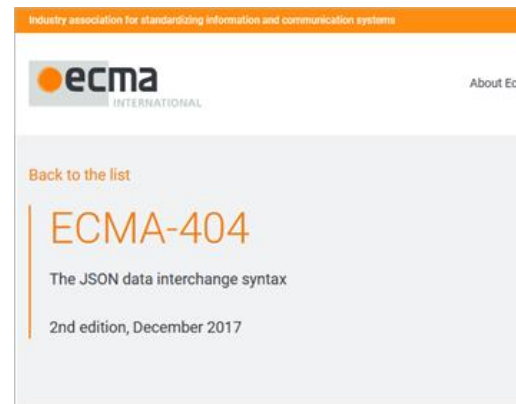 Industry association for standardizing information and communication systems
ecma
INTERNATIONAL
About Ec
Back to the list
ECMA-404
The JSON data interchange syntax
2nd edition, December 2017